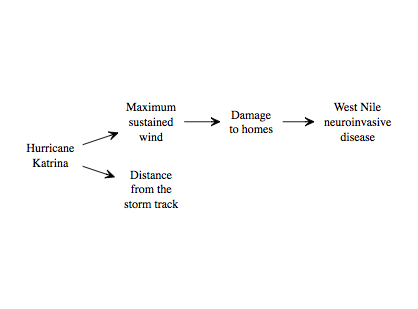 Maximum
sustained
wind
Damage
to homes
West Nile
neuroinvasive
disease
Hurricane
Katrina
Distance
from the
storm track